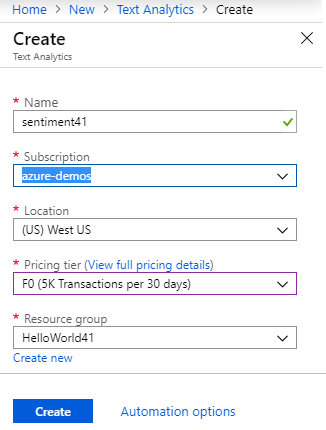 Home > New > Text Analytics > Create
Create
Text Analytics
* Name
sentiment41
* Subscription
azure-demos
* Location
(US) West US
* Pricing tier (View full pricing details)
F0 (5K Transactions per 30 days)
* Resource group
HelloWorld41
Create new
Create Automation options